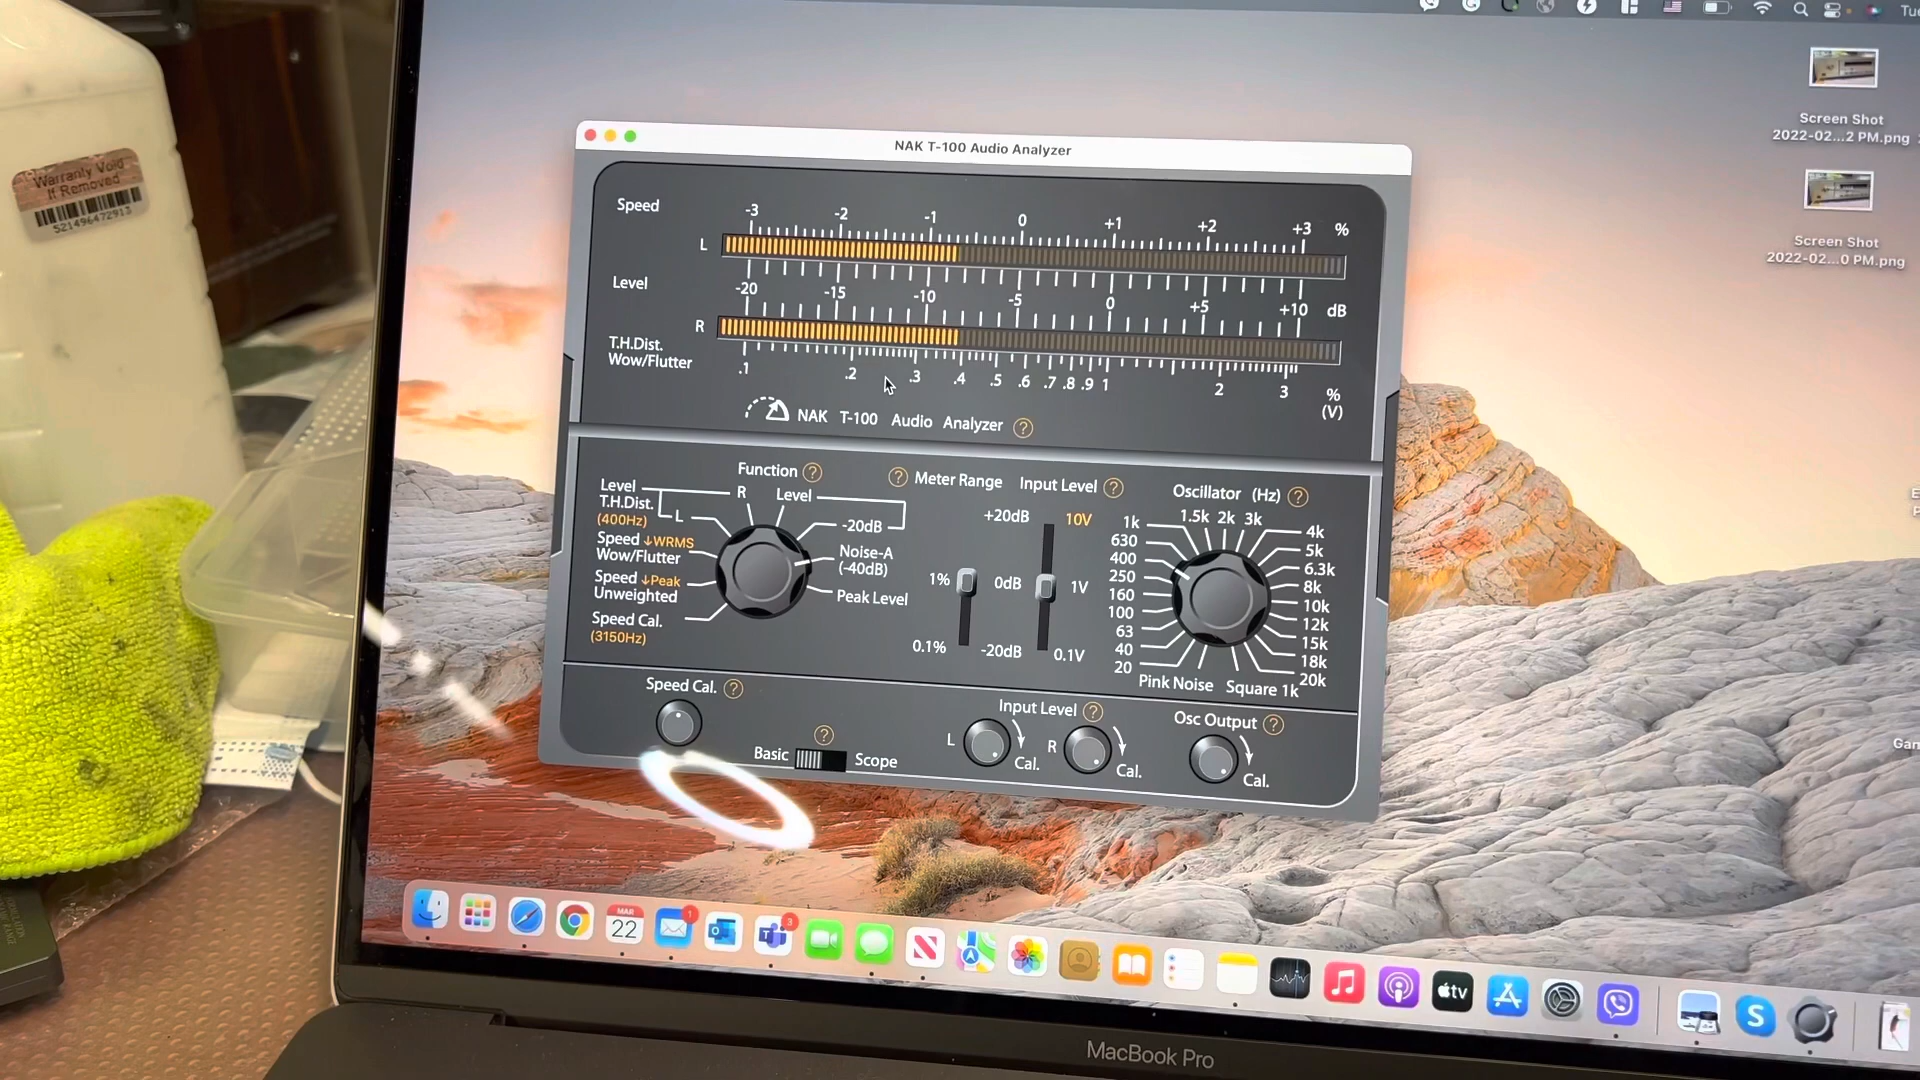 Tue
Warranty Void
If Removed
521496472913
Screen Shot
2022-02...2 PM.png
Screen Shot
2022-02...0 PM.png
NAK T-100 Audio Analyzer
Speed
-3 -2 -1 0 +1 +2 +3 %
L
Level
-20 -15 -10 -5 0 +5 +10 dB
R
T.H.Dist.
Wow/Flutter
.1 .2 .3 .4 .5 .6 .7 .8 .9 1 2 3 %
(V)
NAK T-100 Audio Analyzer ?
Function ?
Level
T.H.Dist.
(400Hz)
R
L
Level
-20dB
Speed ↓WRMS
Wow/Flutter
Noise-A
(-40dB)
Speed ↓Peak
Unweighted
Peak Level
Speed Cal.
(3150Hz)
? Meter Range
+20dB
1% 0dB
0.1% -20dB
Input Level ?
10V
1V
0.1V
Oscillator (Hz) ?
1k 1.5k 2k 3k 4k
630 5k
400 6.3k
250 8k
160 10k
100 12k
63 15k
40 18k
20 20k
Pink Noise Square 1k
Speed Cal. ?
?
Basic Scope
Input Level ?
L Cal. R Cal.
Osc Output ?
Cal.
MAR
22
1
3
tv
S
MacBook Pro